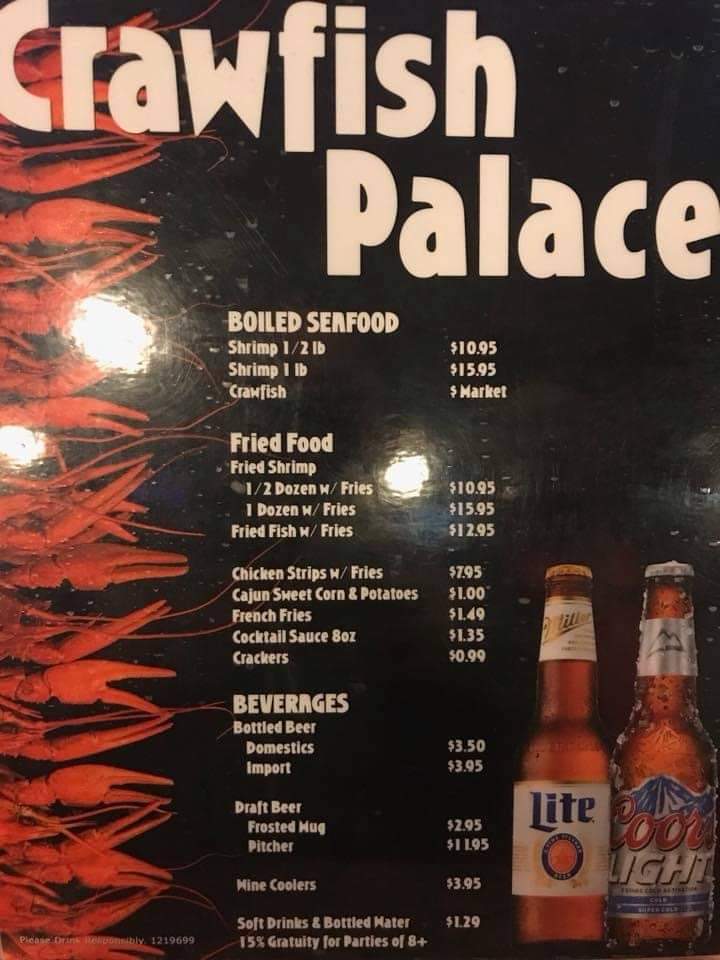 Crawfish
Palace
BOILED SEAFOOD
Shrimp 1/2 lb $10.95
Shrimp 1 lb $15.95
Crawfish $ Market
Fried Food
Fried Shrimp
1/2 Dozen w/ Fries $10.95
1 Dozen w/ Fries $15.95
Fried Fish w/ Fries $12.95
Chicken Strips w/ Fries $7.95
Cajun Sweet Corn & Potatoes $1.00
French Fries $1.49
Cocktail Sauce 8oz $1.35
Crackers $0.99
BEVERAGES
Bottled Beer
Domestics $3.50
Import $3.95
Draft Beer
Frosted Mug $2.95
Pitcher $11.95
Wine Coolers $3.95
Soft Drinks & Bottled Water $1.29
15% Gratuity for Parties of 8+
Please Drink Responsibly. 1219699
Miller
Lite
Coors
LIGHT